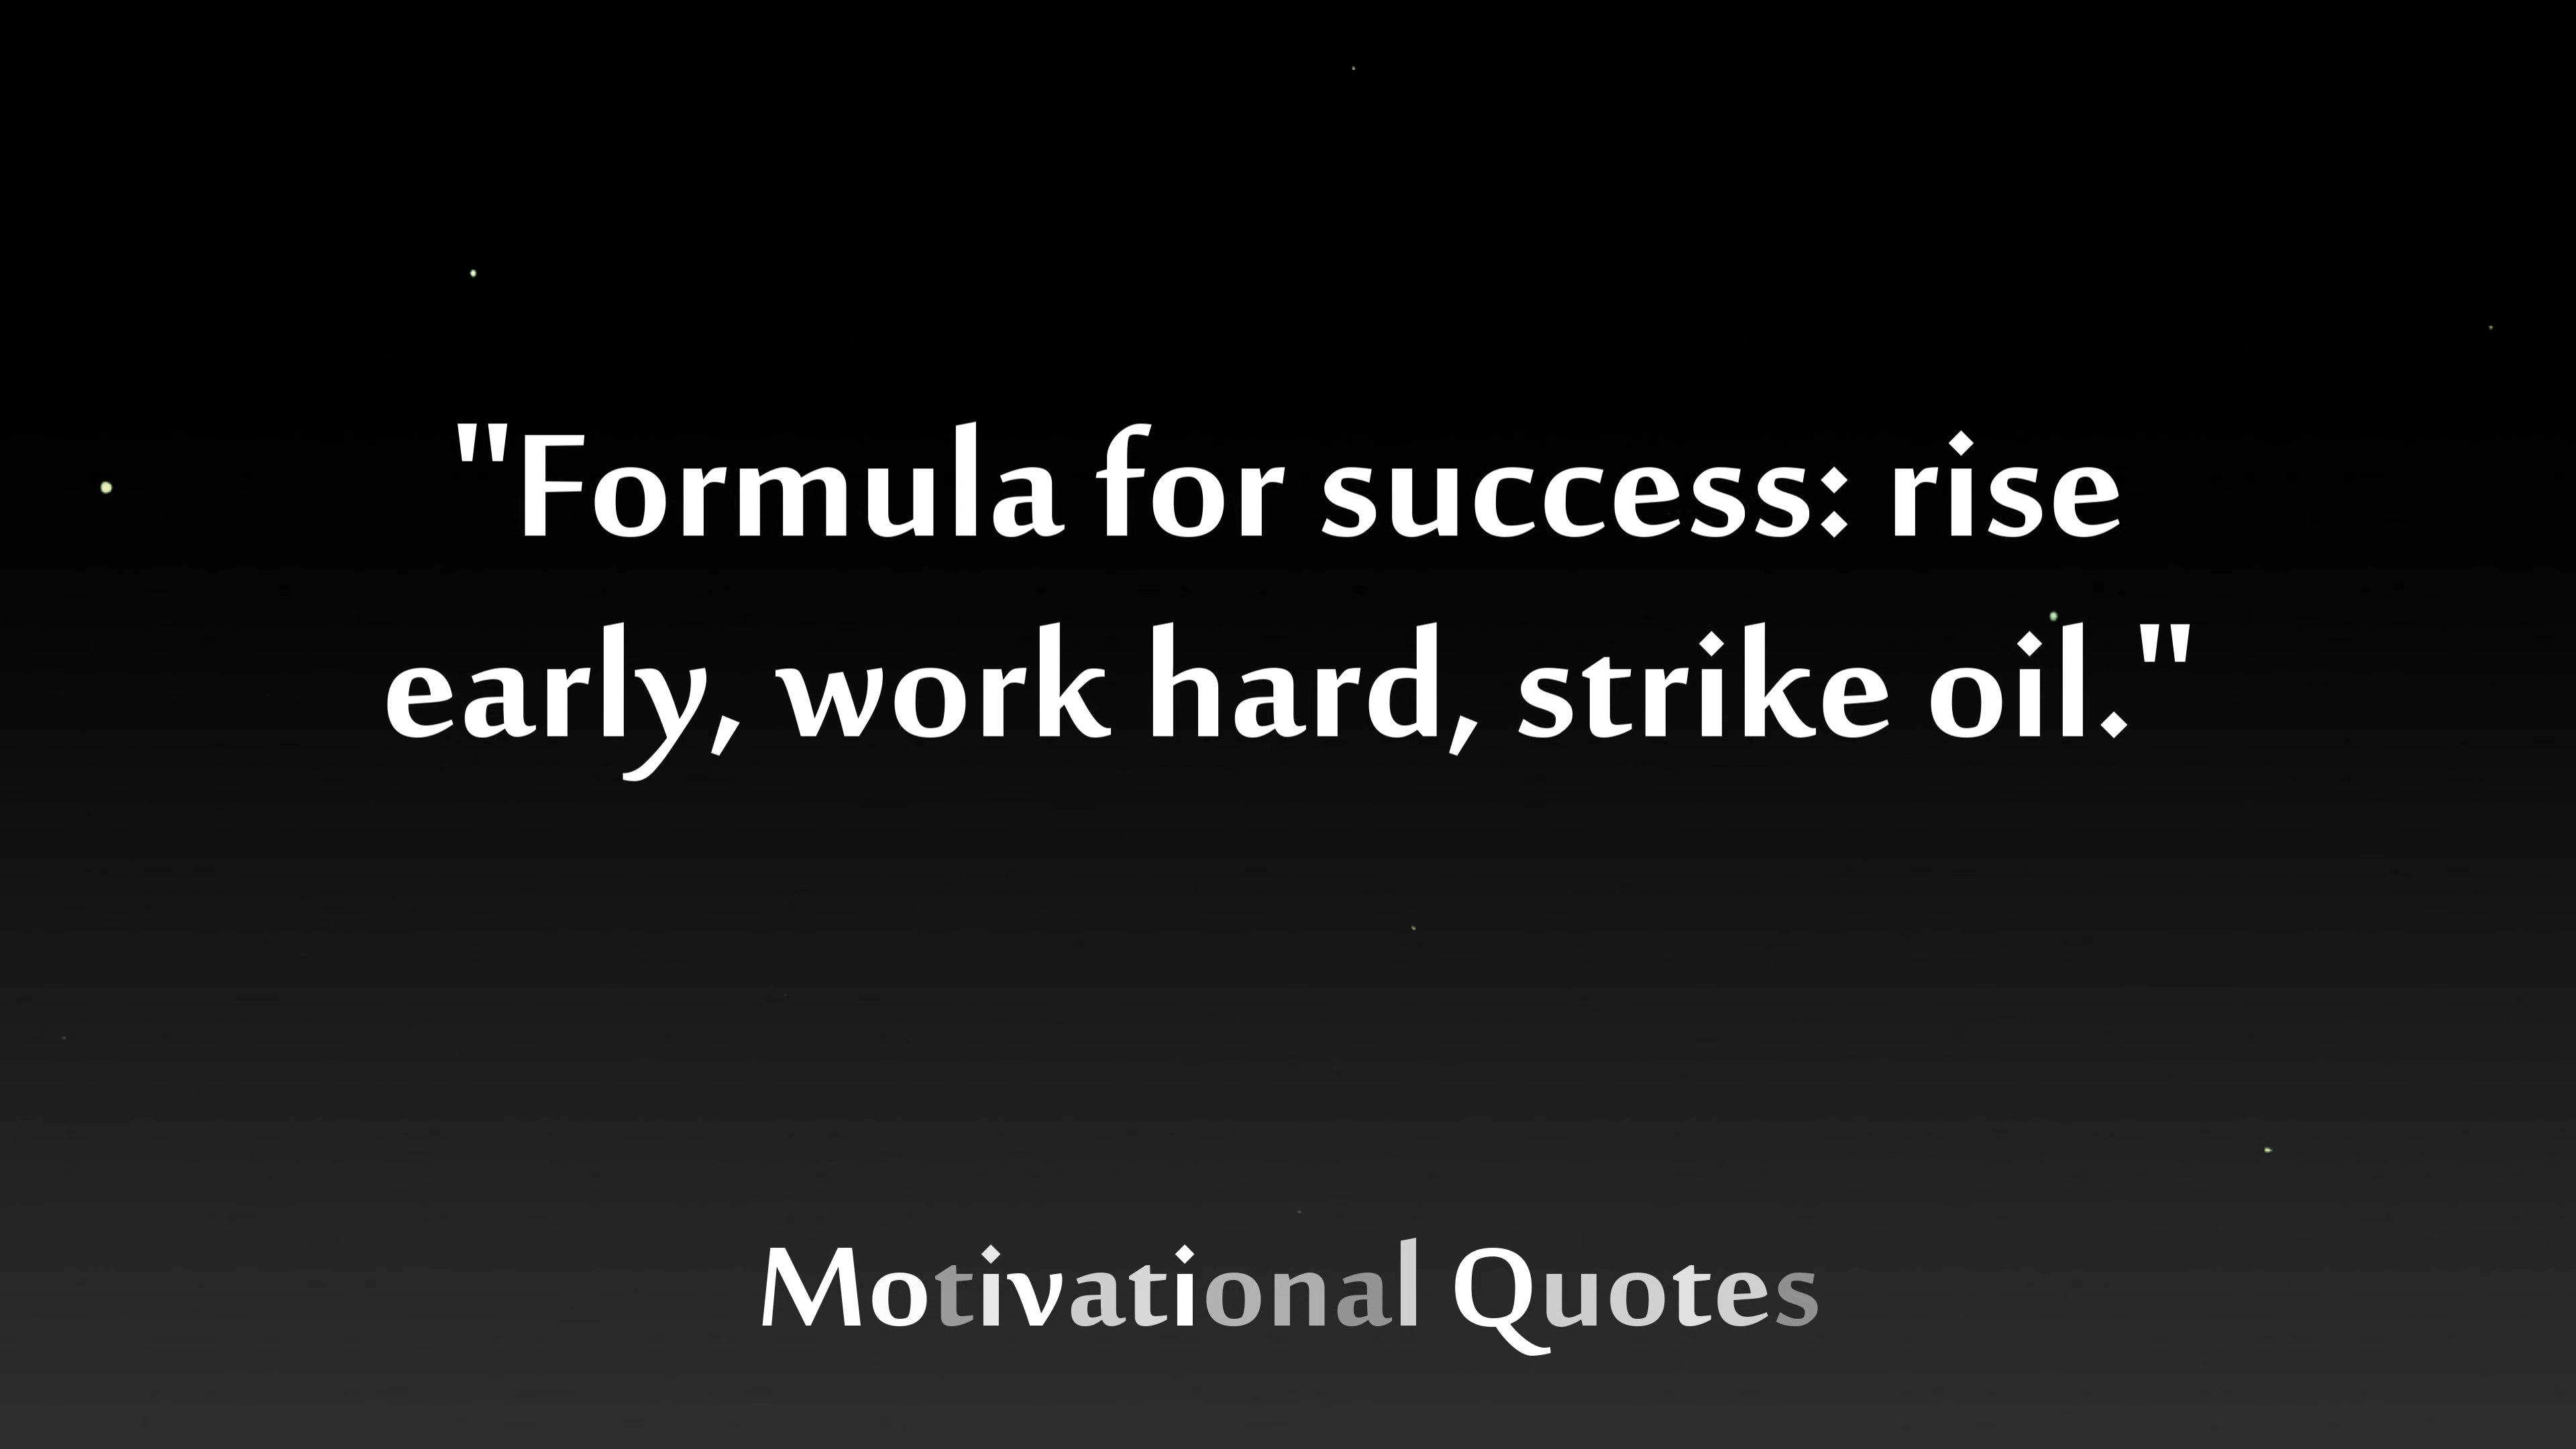 "Formula for success: rise
early, work hard, strike oil."
Motivational Quotes